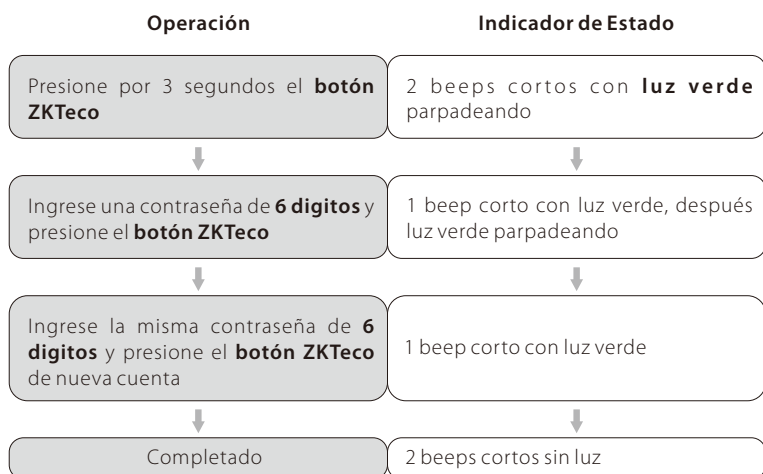 Operación
Indicador de Estado
Presione por 3 segundos el botón
ZKTeco
2 beeps cortos con luz verde
parpadeando
Ingrese una contraseña de 6 digitos y
presione el botón ZKTeco
1 beep corto con luz verde, después
luz verde parpadeando
Ingrese la misma contraseña de 6
digitos y presione el botón ZKTeco
de nueva cuenta
1 beep corto con luz verde
Completado
2 beeps cortos sin luz